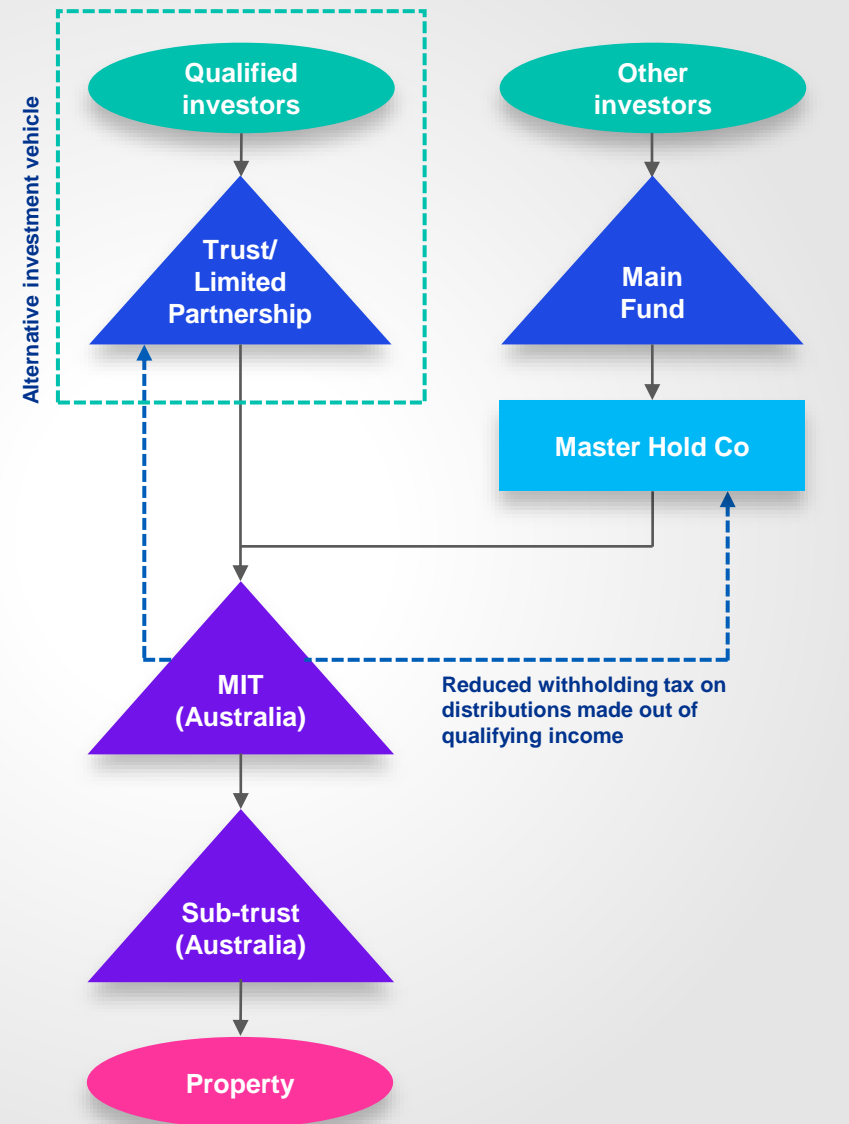 Alternative investment vehicle
Qualified
investors
Other
investors
Trust/
Limited
Partnership
Main
Fund
Master Hold Co
MIT
(Australia)
Reduced withholding tax on
distributions made out of
qualifying income
Sub-trust
(Australia)
Property